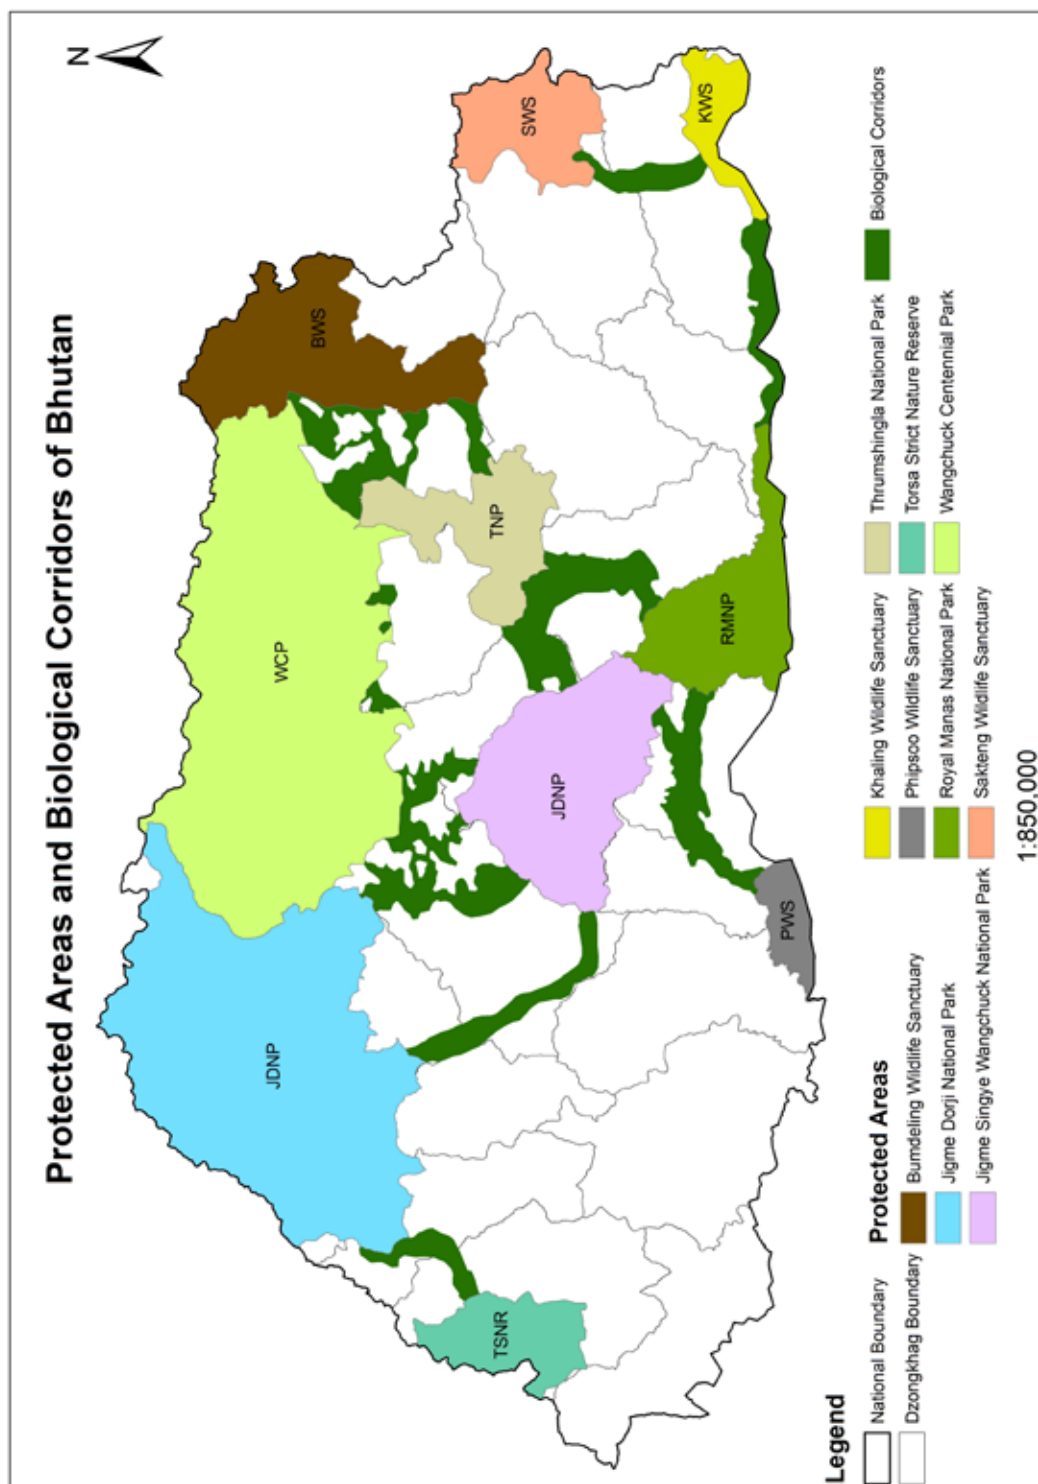 Protected Areas and Biological Corridors of Bhutan
N
JDNP
WCP
BWS
SWS
TSNR
JDNP
TNP
RMNP
PWS
KWS
Legend
National Boundary
Dzongkhag Boundary
Protected Areas
Bumdeling Wildlife Sanctuary
Jigme Dorji National Park
Jigme Singye Wangchuck National Park
Khaling Wildlife Sanctuary
Phipsoo Wildlife Sanctuary
Royal Manas National Park
Sakteng Wildlife Sanctuary
Thrumshingla National Park
Torsa Strict Nature Reserve
Wangchuck Centennial Park
Biological Corridors
1:850,000